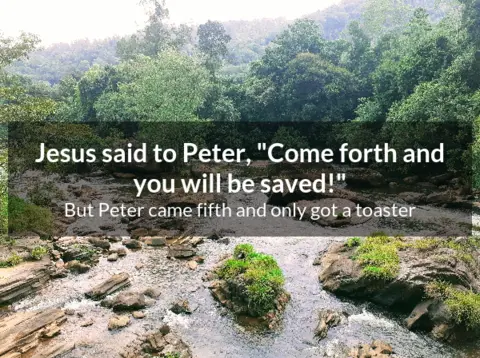 Jesus said to Peter, "Come forth and
you will be saved!"
But Peter came fifth and only got a toaster